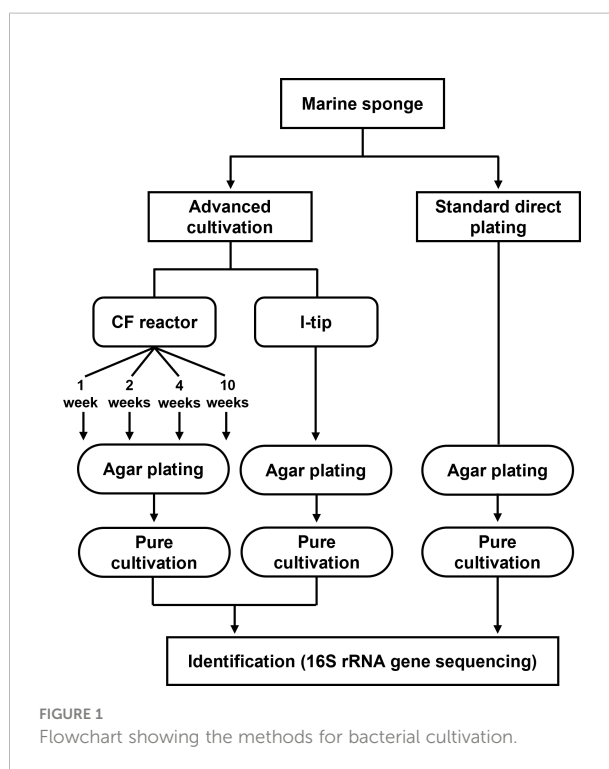 Marine sponge
Advanced
cultivation
Standard direct
plating
CF reactor
I-tip
1
week
2
weeks
4
weeks
10
weeks
Agar plating
Agar plating
Agar plating
Pure
cultivation
Pure
cultivation
Pure
cultivation
Identification (16S rRNA gene sequencing)
FIGURE 1
Flowchart showing the methods for bacterial cultivation.